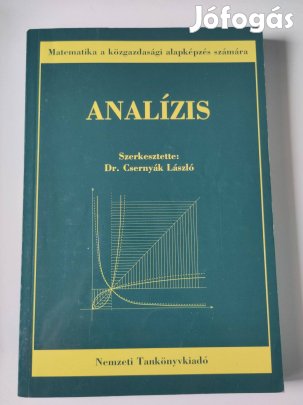 Jófogás
Matematika a közgazdasági alapképzés számára
ANALÍZIS
Szerkesztette:
Dr. Csernyák László
Nemzeti Tankönyvkiadó